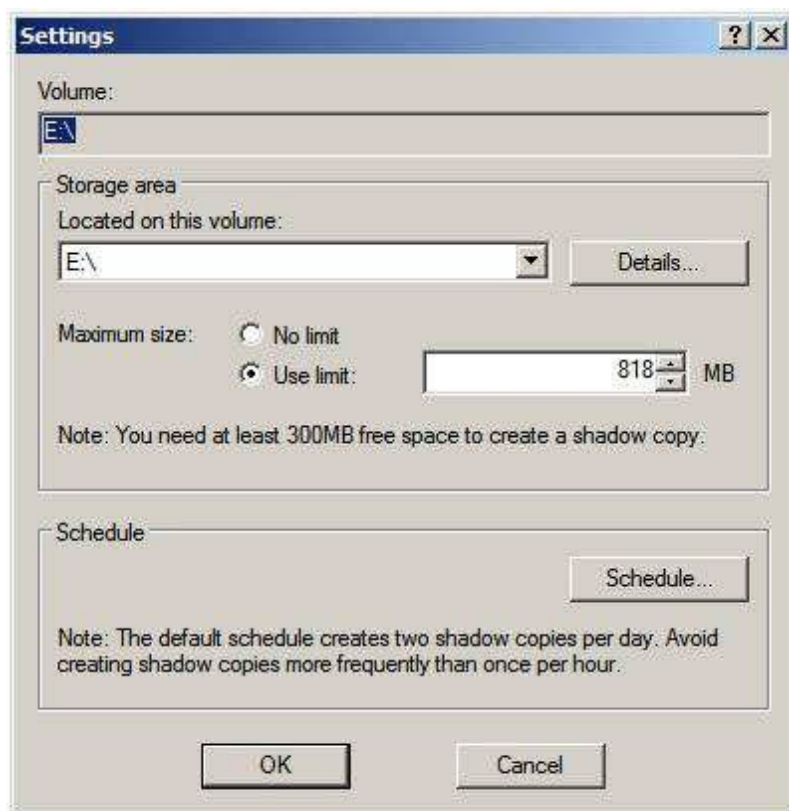 Settings
Volume:
E:\
Storage area
Located on this volume:
E:\
Details...
Maximum size:
No limit
Use limit:
818
MB
Note: You need at least 300MB free space to create a shadow copy.
Schedule
Schedule...
Note: The default schedule creates two shadow copies per day. Avoid
creating shadow copies more frequently than once per hour.
OK
Cancel